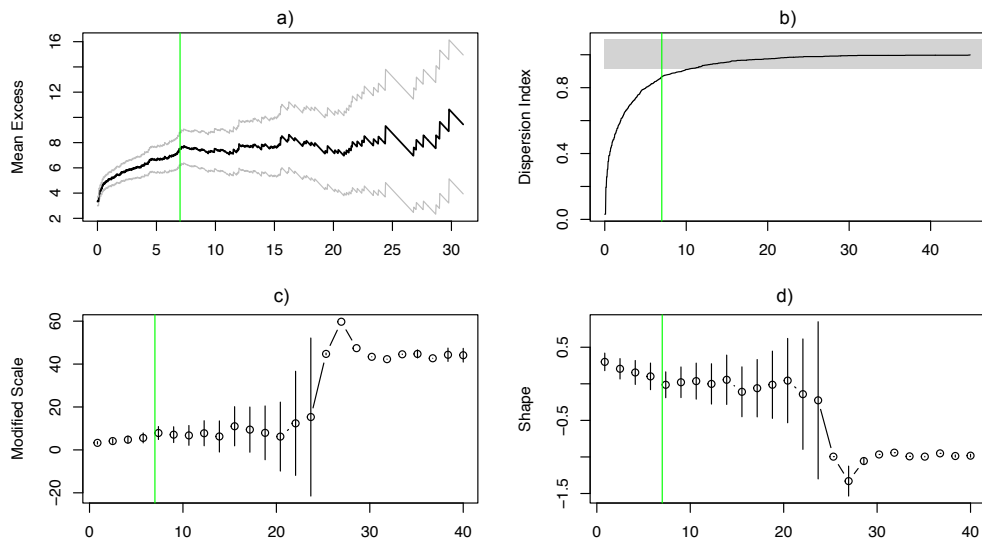 a)
Mean Excess
2 4 6 8 12 16
0 5 10 15 20 25 30
b)
Dispersion Index
0.0 0.4 0.8
0 10 20 30 40
c)
Modified Scale
−20 0 20 40 60
0 10 20 30 40
d)
Shape
−1.5 −0.5 0.5
0 10 20 30 40